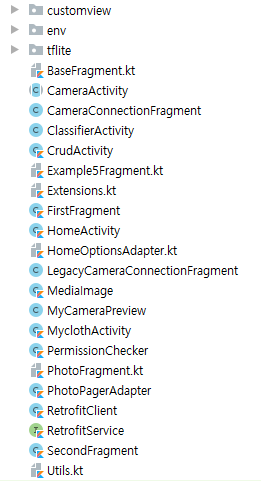 customview
env
tflite
BaseFragment.kt
CameraActivity
CameraConnectionFragment
ClassifierActivity
CrudActivity
Example5Fragment.kt
Extensions.kt
FirstFragment
HomeActivity
HomeOptionsAdapter.kt
LegacyCameraConnectionFragment
MediaImage
MyCameraPreview
MyclothActivity
PermissionChecker
PhotoFragment.kt
PhotoPagerAdapter
RetrofitClient
RetrofitService
SecondFragment
Utils.kt